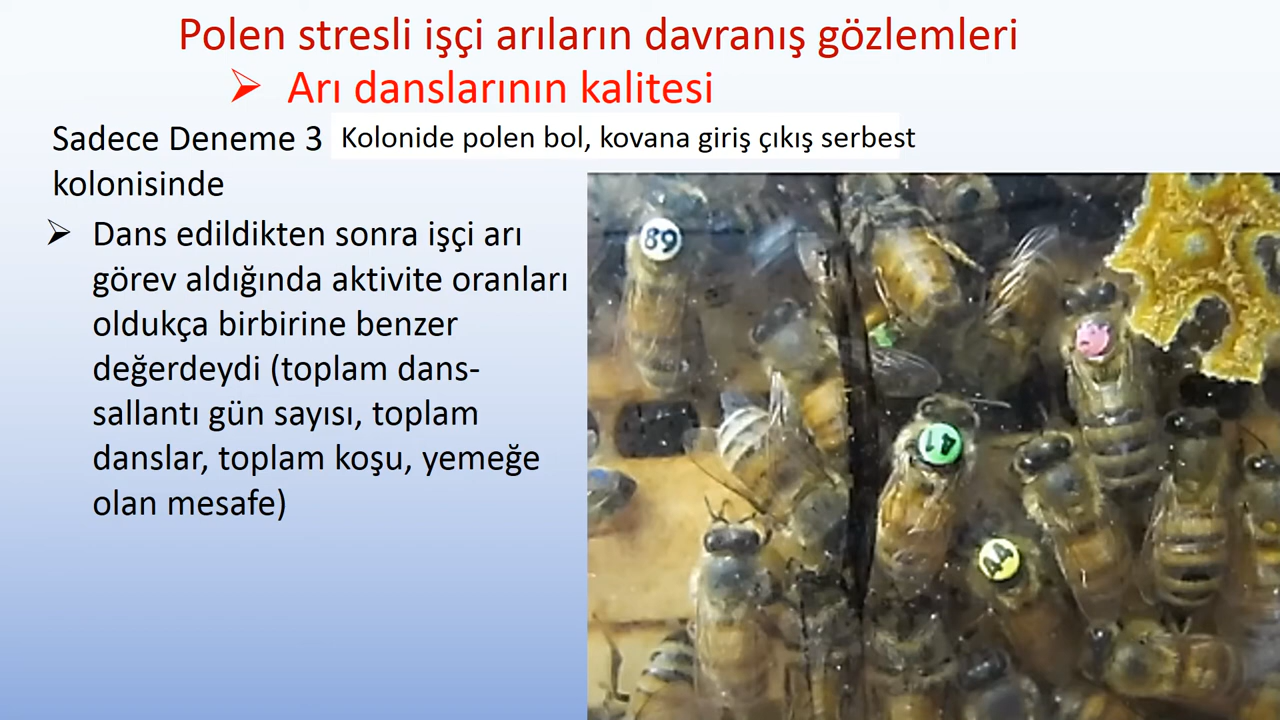 Polen stresli işçi arıların davranış gözlemleri
➢ Arı danslarının kalitesi
Sadece Deneme 3 Kolonide polen bol, kovana giriş çıkış serbest
kolonisinde
➢ Dans edildikten sonra işçi arı
görev aldığında aktivite oranları
oldukça birbirine benzer
değerdeydi (toplam dans-
sallantı gün sayısı, toplam
danslar, toplam koşu, yemeğe
olan mesafe)
89
41
44